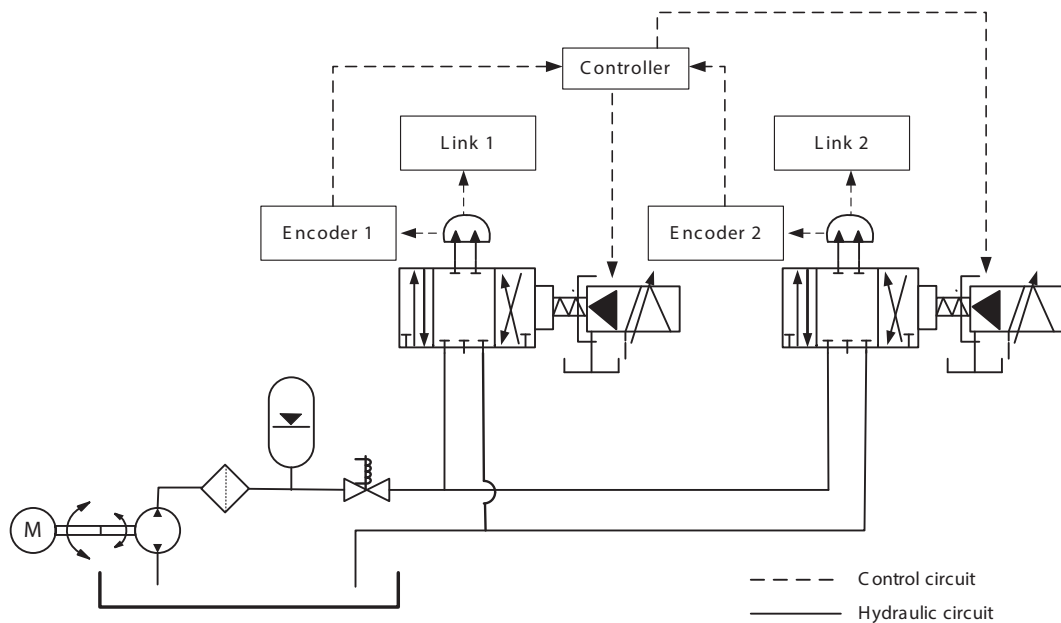 Controller
Link 1
Link 2
Encoder 1
Encoder 2
M
Control circuit
Hydraulic circuit